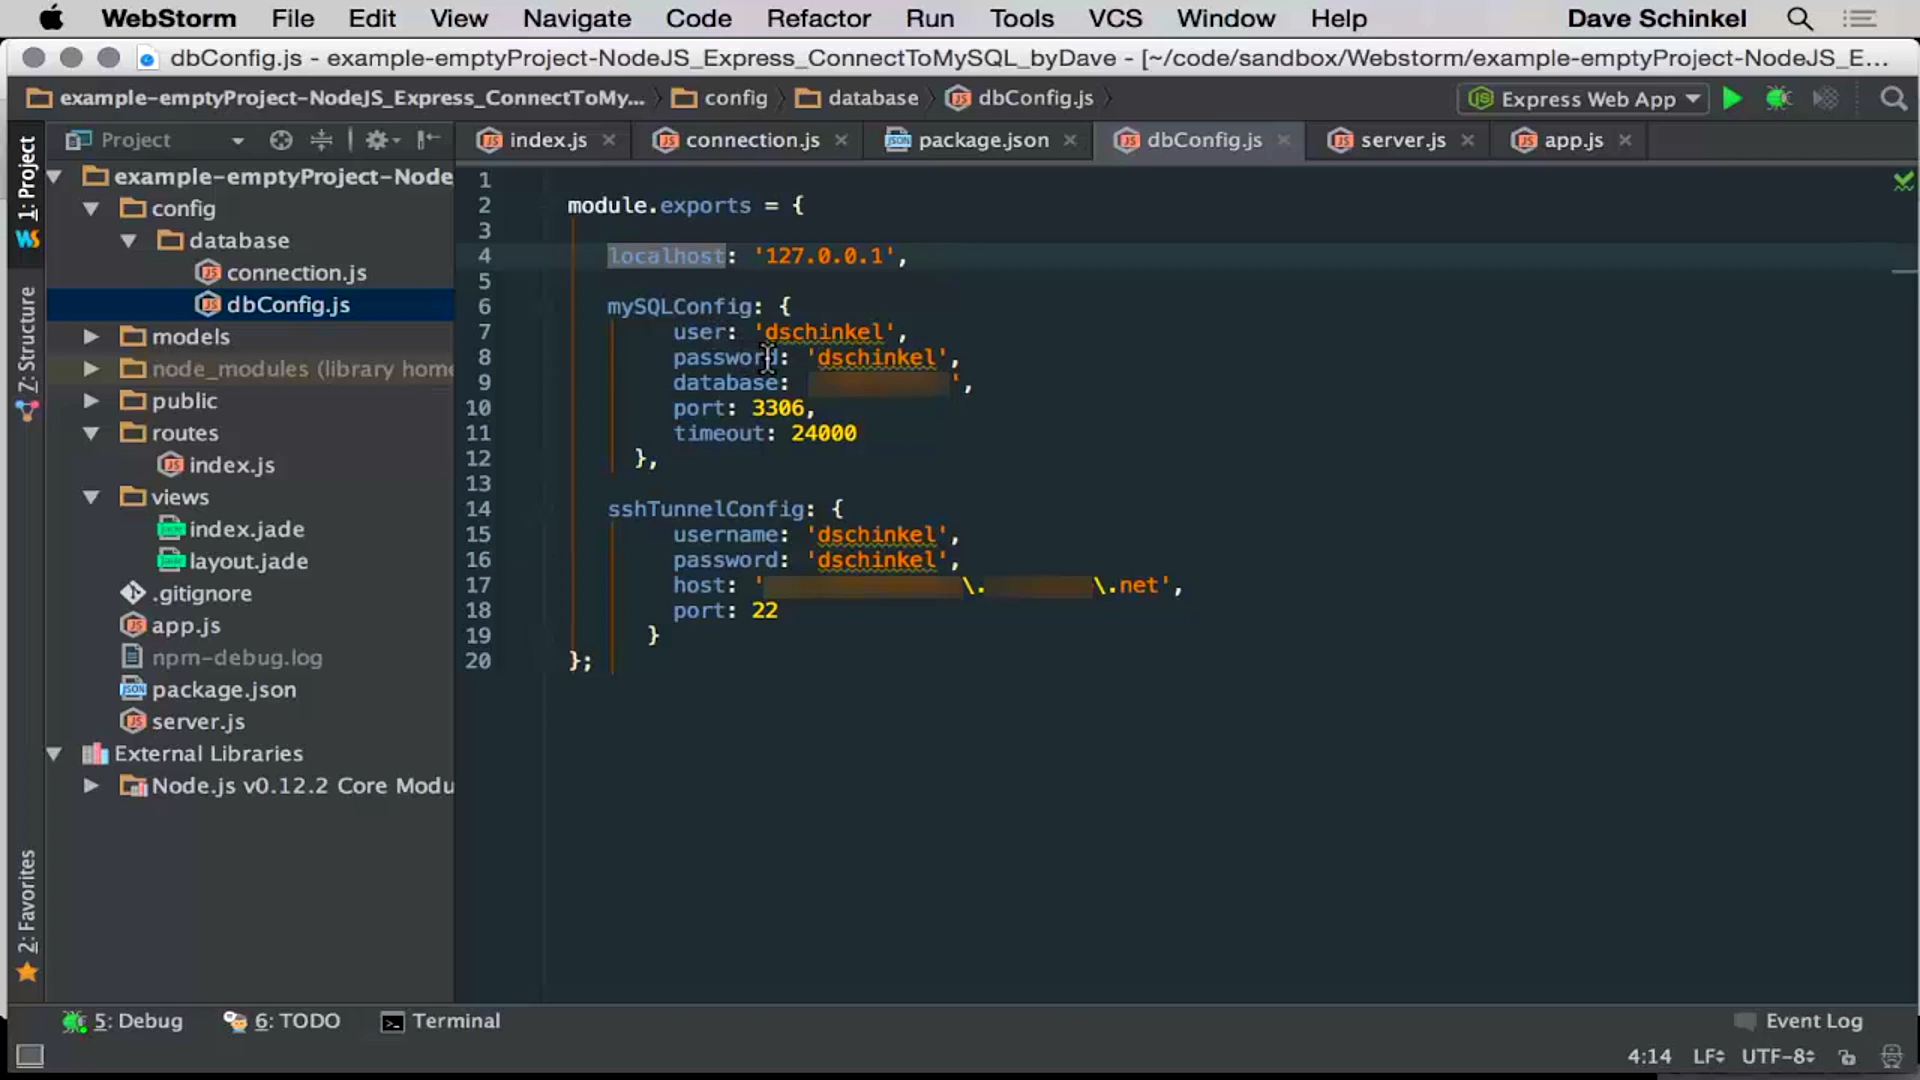 WebStorm File Edit View Navigate Code Refactor Run Tools VCS Window Help Dave Schinkel
dbConfig.js - example-emptyProject-NodeJS_Express_ConnectToMySQL_byDave - [~/code/sandbox/Webstorm/example-emptyProject-NodeJS_E...
example-emptyProject-NodeJS_Express_ConnectToMy... config database dbConfig.js Express Web App
Project index.js connection.js package.json dbConfig.js server.js app.js
1: Project
7: Structure
2: Favorites
example-emptyProject-Node
config
database
connection.js
dbConfig.js
models
node_modules (library home
public
routes
index.js
views
index.jade
layout.jade
.gitignore
app.js
npm-debug.log
package.json
server.js
External Libraries
Node.js v0.12.2 Core Modu
1
2 module.exports = {
3
4 localhost: '127.0.0.1',
5
6 mySQLConfig: {
7 user: 'dschinkel',
8 password: 'dschinkel',
9 database: ',
10 port: 3306,
11 timeout: 24000
12 },
13
14 sshTunnelConfig: {
15 username: 'dschinkel',
16 password: 'dschinkel',
17 host: ' \. \.net',
18 port: 22
19 }
20 };
5: Debug 6: TODO Terminal Event Log
4:14 LF UTF-8